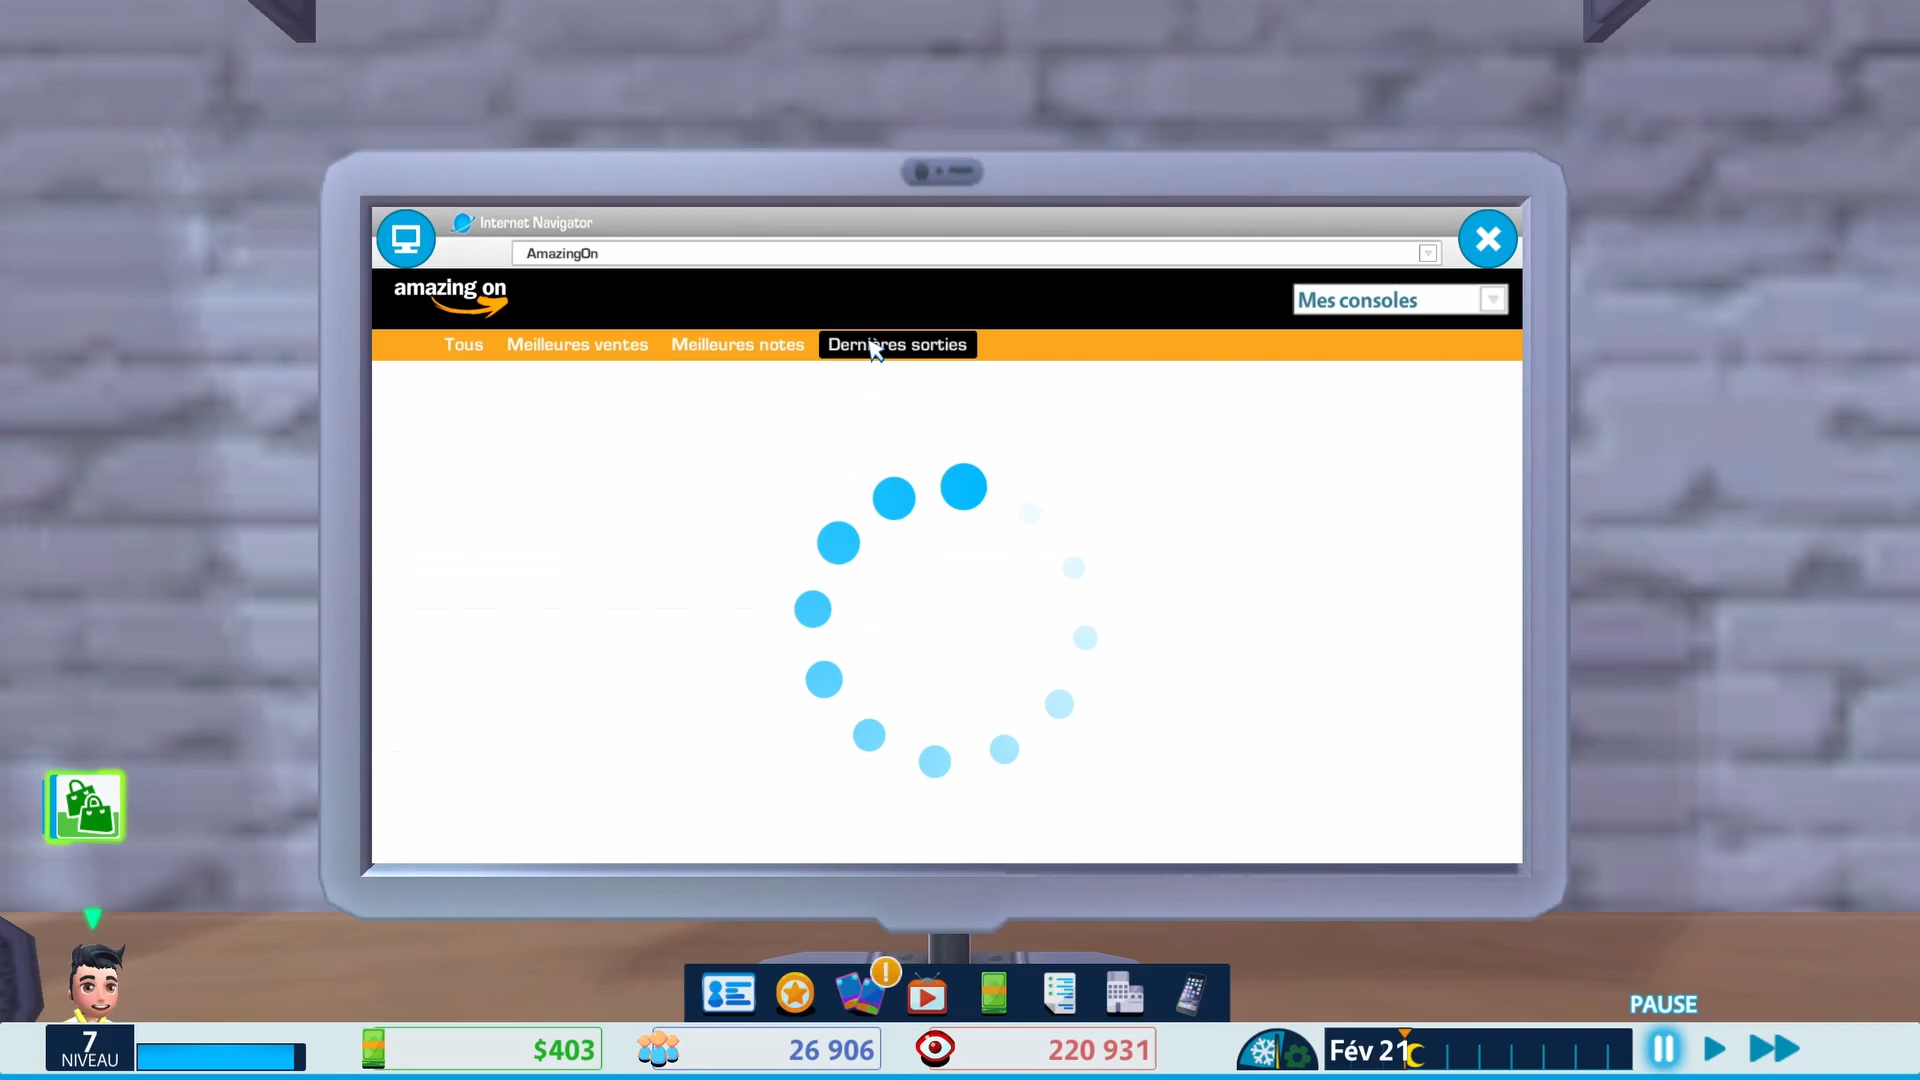 Internet Navigator
AmazingOn
amazing on
Mes consoles
Tous Meilleures ventes Meilleures notes Dernières sorties
!
PAUSE
7
NIVEAU
$403
26 906
220 931
Fév 21